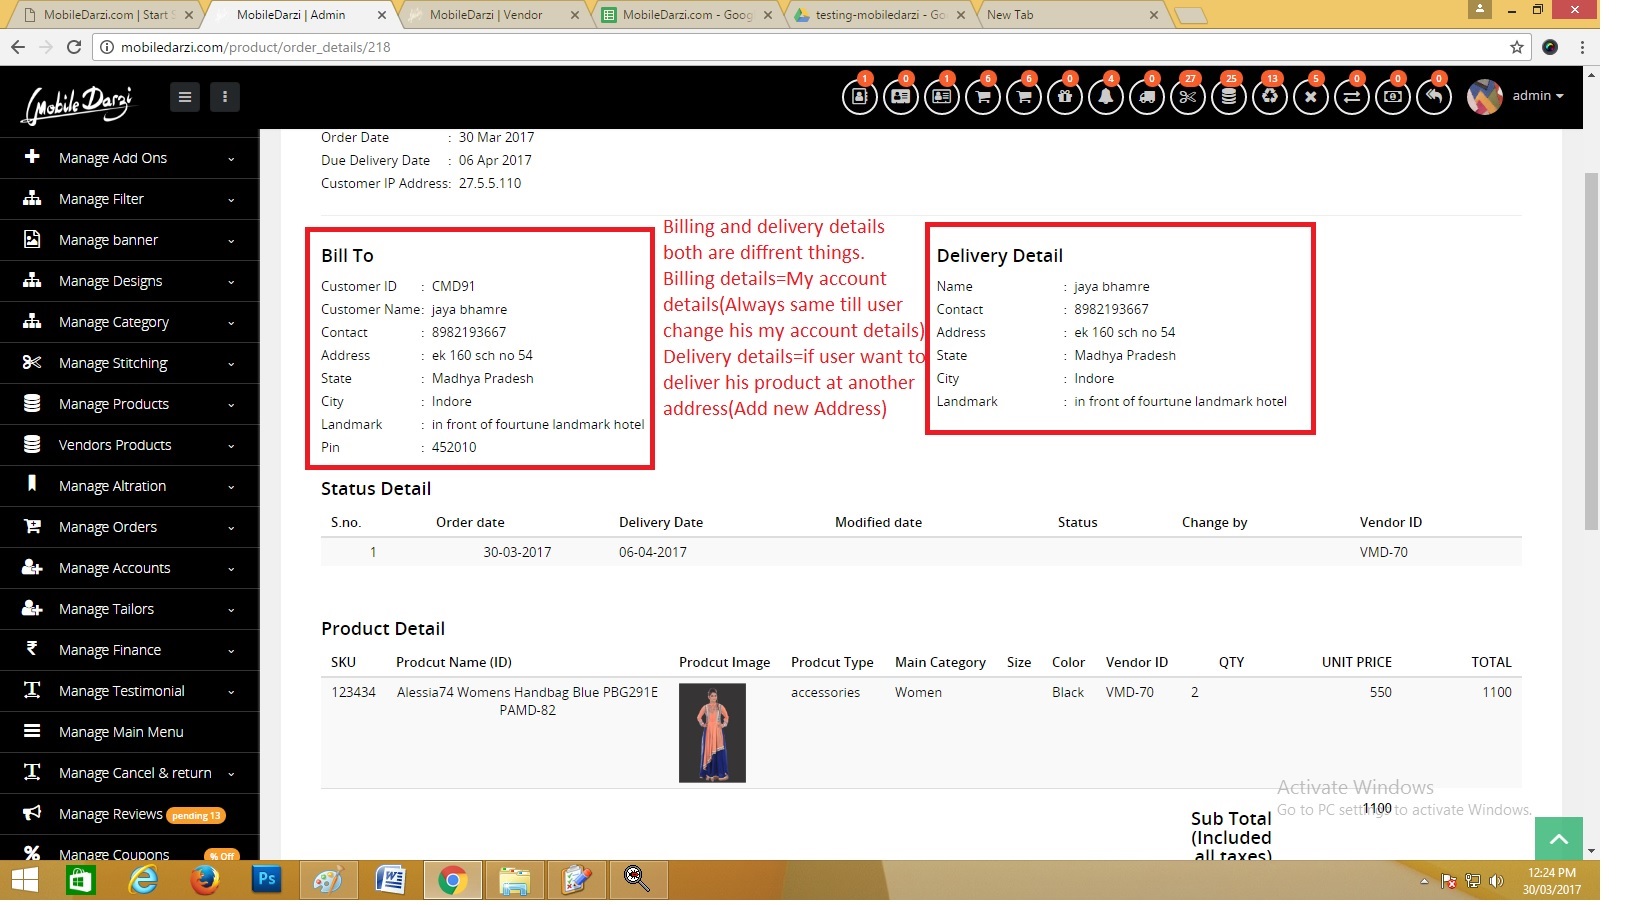 MobileDarzi.com | Start S
MobileDarzi | Admin
MobileDarzi | Vendor
MobileDarzi.com - Goog
testing-mobiledarzi - Go
New Tab
mobiledarzi.com/product/order_details/218
Mobile Darzi
1 0 1 6 6 0 4 0 27 25 13 5 0 0 0
admin
Manage Add Ons
Manage Filter
Manage banner
Manage Designs
Manage Category
Manage Stitching
Manage Products
Vendors Products
Manage Altration
Manage Orders
Manage Accounts
Manage Tailors
Manage Finance
Manage Testimonial
Manage Main Menu
Manage Cancel & return
Manage Reviews pending 13
Manage Coupons % Off
Order Date : 30 Mar 2017
Due Delivery Date : 06 Apr 2017
Customer IP Address: 27.5.5.110
Bill To
Customer ID : CMD91
Customer Name: jaya bhamre
Contact : 8982193667
Address : ek 160 sch no 54
State : Madhya Pradesh
City : Indore
Landmark : in front of fourtune landmark hotel
Pin : 452010
Billing and delivery details
both are diffrent things.
Billing details=My account
details(Always same till user
change his my account details)
Delivery details=if user want to
deliver his product at another
address(Add new Address)
Delivery Detail
Name : jaya bhamre
Contact : 8982193667
Address : ek 160 sch no 54
State : Madhya Pradesh
City : Indore
Landmark : in front of fourtune landmark hotel
Status Detail
S.no. Order date Delivery Date Modified date Status Change by Vendor ID
1 30-03-2017 06-04-2017 VMD-70
Product Detail
SKU Prodcut Name (ID) Prodcut Image Prodcut Type Main Category Size Color Vendor ID QTY UNIT PRICE TOTAL
123434 Alessia74 Womens Handbag Blue PBG291E accessories Women Black VMD-70 2 550 1100
PAMD-82
Activate Windows
Go to PC settings to activate Windows.
1100
Sub Total
(Included
all taxes)
Ps
12:24 PM
30/03/2017